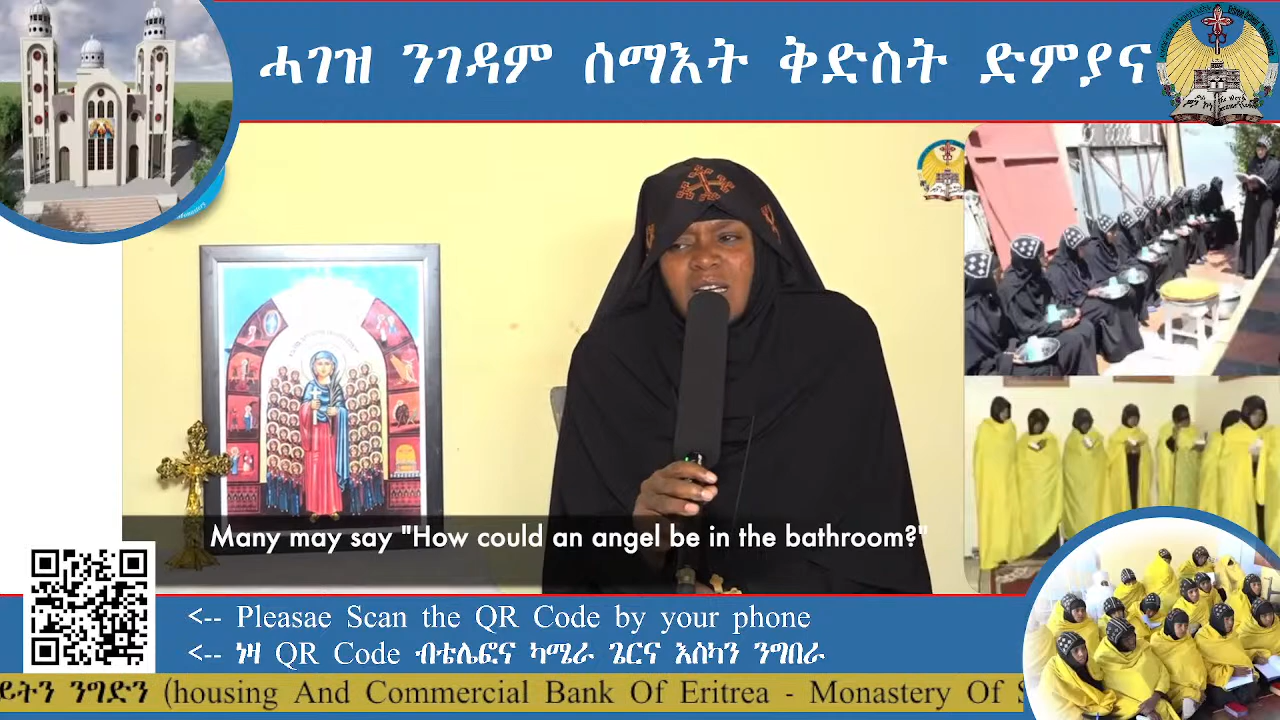 ሓገዝ ንገዳም ሰማእት ቅድስት ድምያና
Many may say "How could an angel be in the bathroom?"
<-- Pleasae Scan the QR Code by your phone
<-- ነዛ QR Code ብቴሌፎና ካሜራ ጌርና እስካን ንግበራ
ይትን ንግድን (housing And Commercial Bank Of Eritrea - Monastery Of S